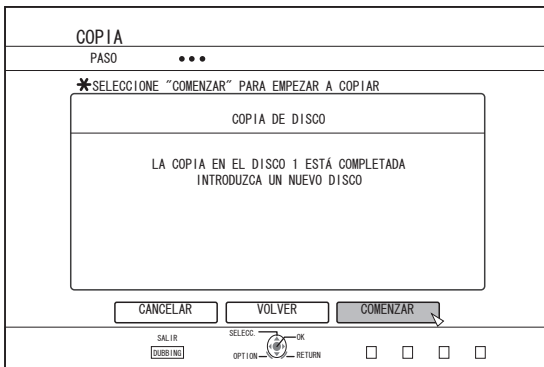 COPIA
PASO
*SELECCIONE "COMENZAR" PARA EMPEZAR A COPIAR
COPIA DE DISCO
LA COPIA EN EL DISCO 1 ESTÁ COMPLETADA
INTRODUZCA UN NUEVO DISCO
CANCELAR VOLVER COMENZAR
SALIR SELECC. OK
DUBBING OPTION RETURN